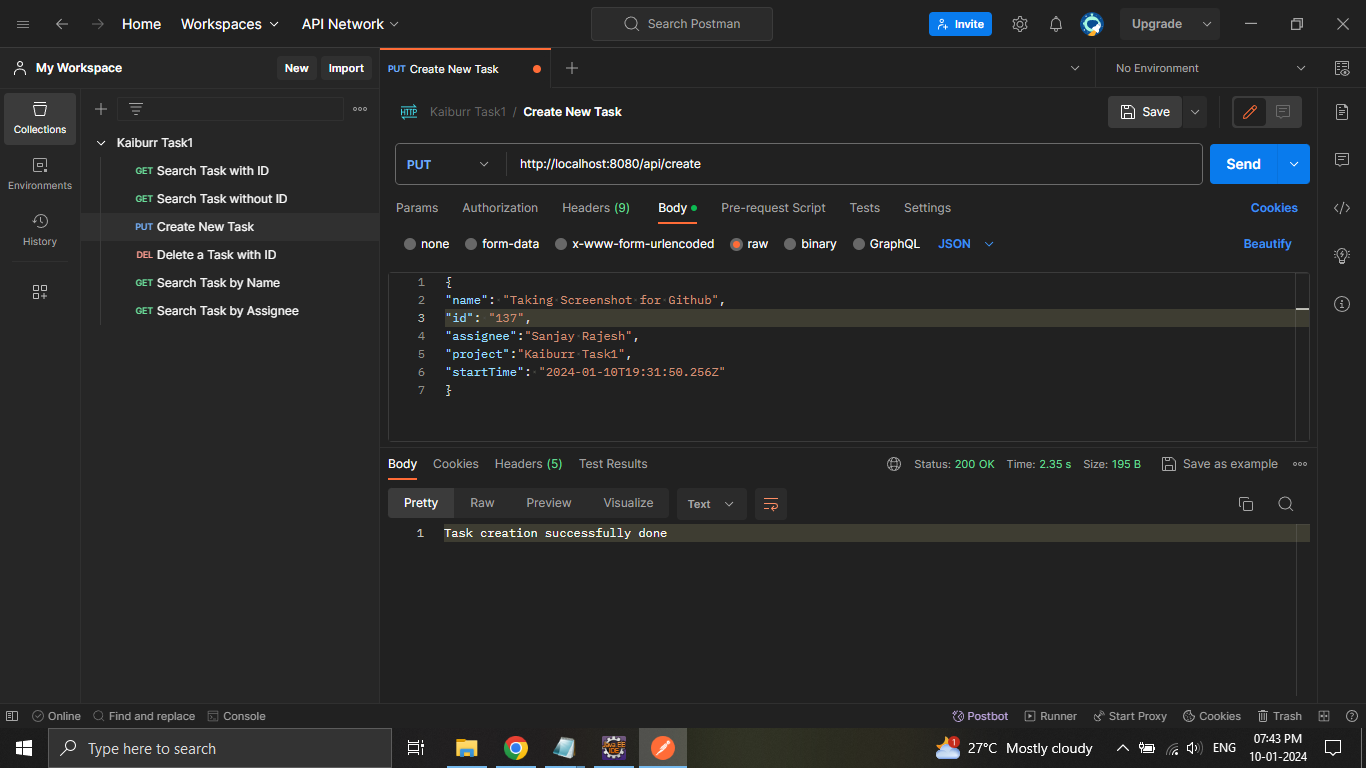 Home Workspaces API Network Search Postman Invite Upgrade
My Workspace New Import
PUT Create New Task No Environment
Collections
Environments
History
Kaiburr Task1
GET Search Task with ID
GET Search Task without ID
PUT Create New Task
DEL Delete a Task with ID
GET Search Task by Name
GET Search Task by Assignee
HTTP Kaiburr Task1 / Create New Task Save
PUT http://localhost:8080/api/create Send
Params Authorization Headers (9) Body Pre-request Script Tests Settings Cookies
none form-data x-www-form-urlencoded raw binary GraphQL JSON Beautify
1 {
2 "name": "Taking Screenshot for Github",
3 "id": "137",
4 "assignee":"Sanjay Rajesh",
5 "project":"Kaiburr Task1",
6 "startTime": "2024-01-10T19:31:50.256Z"
7 }
Body Cookies Headers (5) Test Results Status: 200 OK Time: 2.35 s Size: 195 B Save as example
Pretty Raw Preview Visualize Text
1 Task creation successfully done
Online Find and replace Console Postbot Runner Start Proxy Cookies Trash
Type here to search 1 27°C Mostly cloudy ENG 07:43 PM
10-01-2024